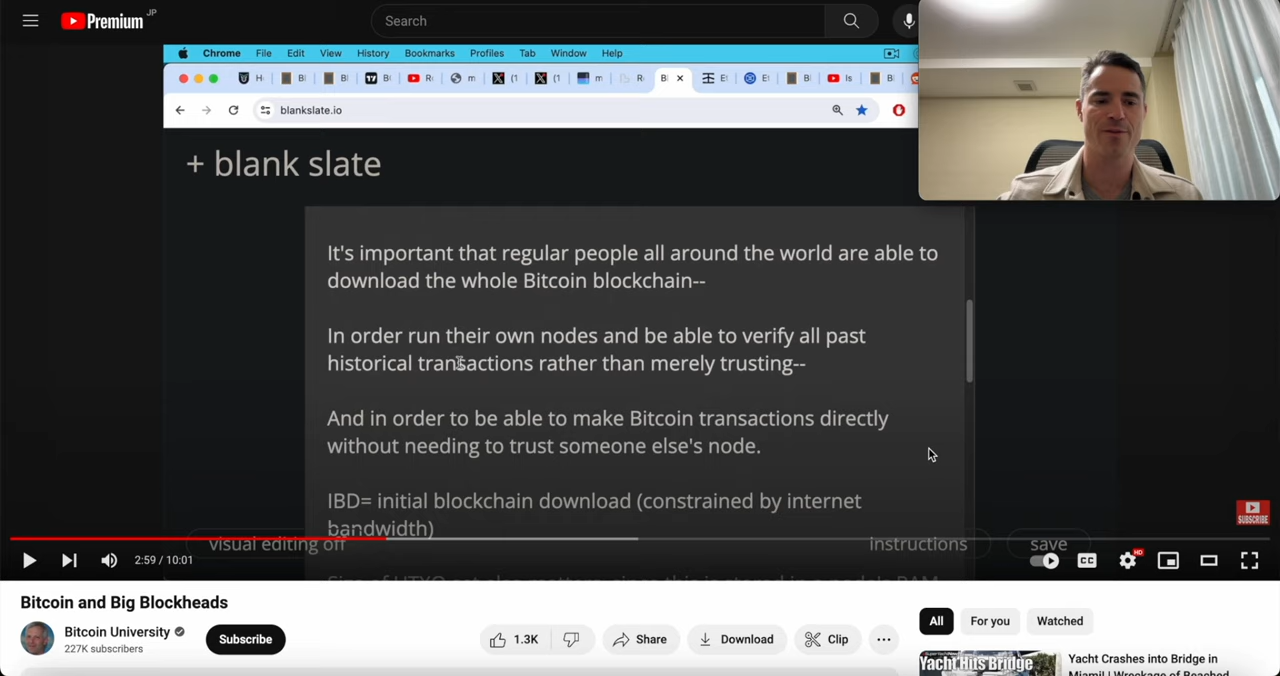 Premium JP
Search
Chrome File Edit View History Bookmarks Profiles Tab Window Help
blankslate.io
+ blank slate
It's important that regular people all around the world are able to
download the whole Bitcoin blockchain--
In order run their own nodes and be able to verify all past
historical transactions rather than merely trusting--
And in order to be able to make Bitcoin transactions directly
without needing to trust someone else's node.
IBD= initial blockchain download (constrained by internet
bandwidth)
visual editing off
instructions
save
SUBSCRIBE
2:59 / 10:01
CC
HD
Bitcoin and Big Blockheads
Bitcoin University
227K subscribers
Subscribe
1.3K
Share
Download
Clip
All
For you
Watched
Yacht Hits Bridge
Yacht Crashes into Bridge in
Miami! | Wreckage of Beached